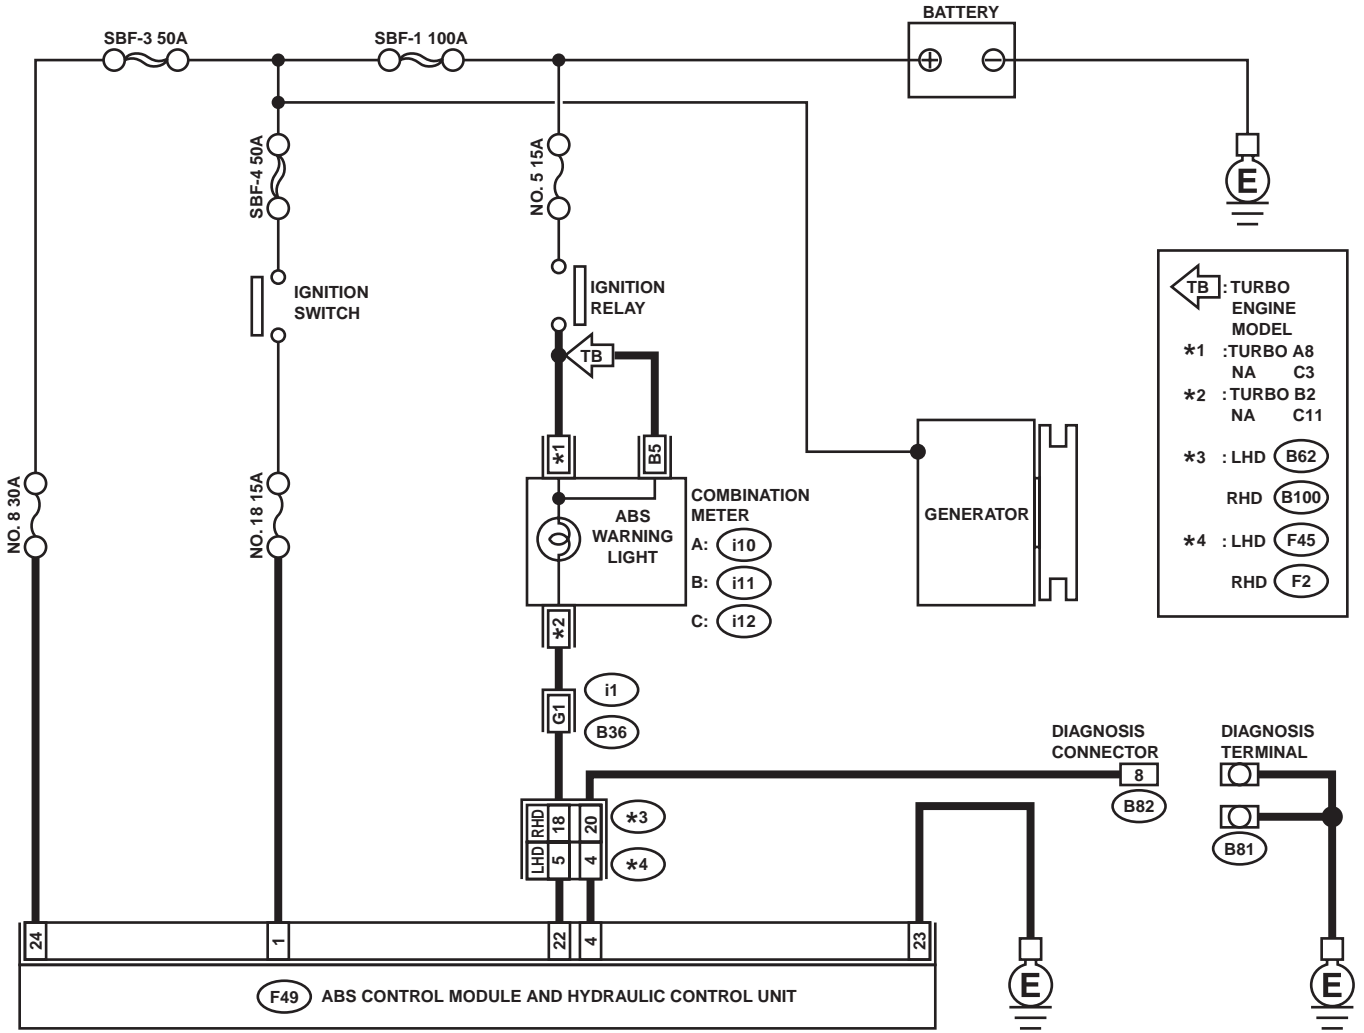 BATTERY
SBF-3 50A
SBF-1 100A
SBF-4 50A
NO. 5 15A
E
IGNITION
SWITCH
IGNITION
RELAY
TB
TB :TURBO
ENGINE
MODEL
*1 :TURBO A8
NA C3
*2 :TURBO B2
NA C11
*3 : LHD B62
RHD B100
*4 : LHD F45
RHD F2
*1
B5
NO. 8 30A
NO. 18 15A
ABS
WARNING
LIGHT
COMBINATION
METER
A: i10
B: i11
C: i12
GENERATOR
*2
G1
i1
B36
DIAGNOSIS
CONNECTOR
8
B82
DIAGNOSIS
TERMINAL
B81
RHD 18 20 *3
LHD 5 4 *4
24
1
22
4
23
E
E
F49 ABS CONTROL MODULE AND HYDRAULIC CONTROL UNIT